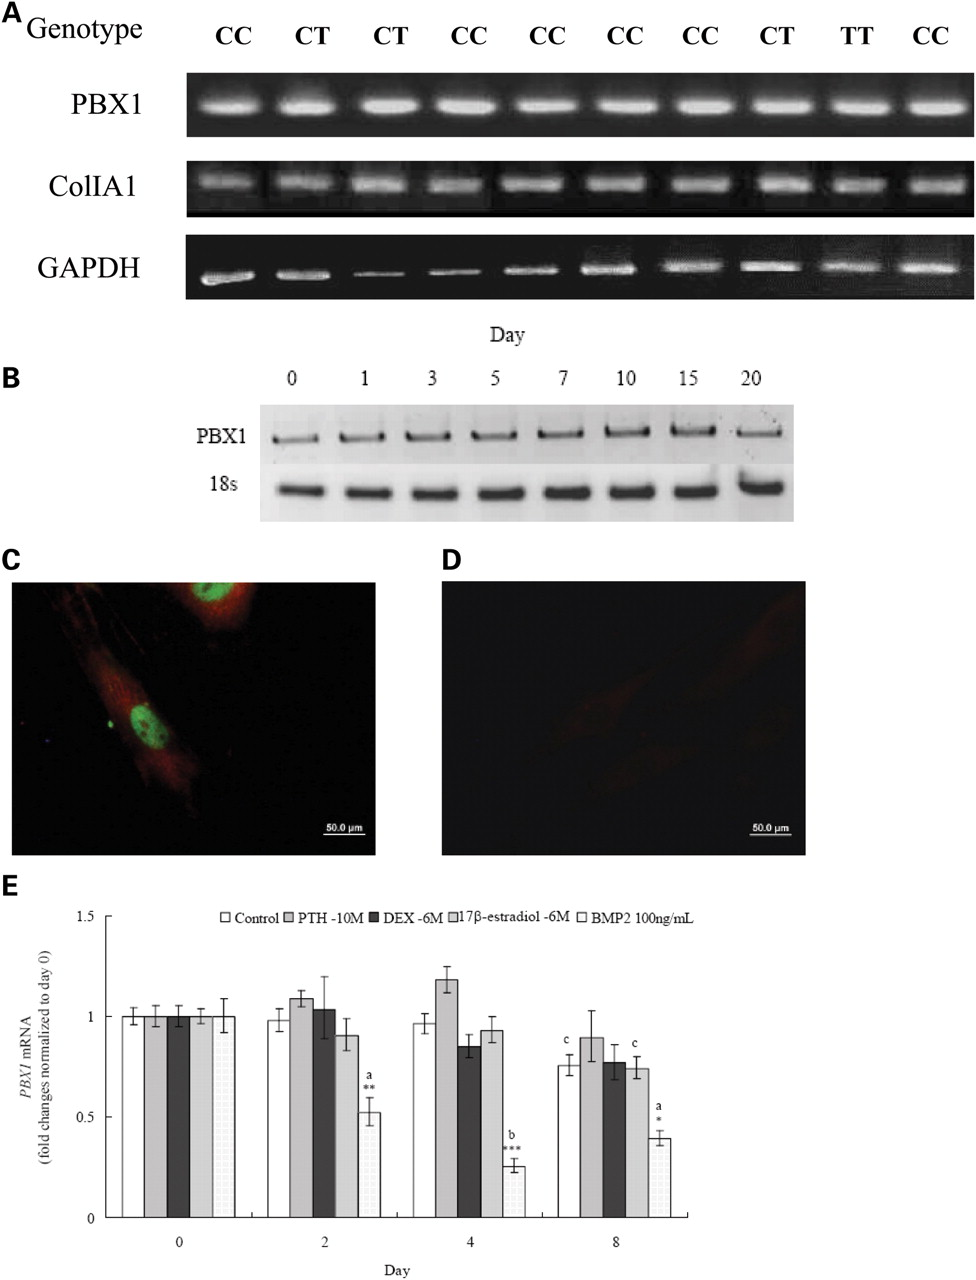 A
Genotype CC CT CT CC CC CC CC CT TT CC
PBX1
ColIA1
GAPDH
Day
B
0 1 3 5 7 10 15 20
PBX1
18s
C D
50.0 µm 50.0 µm
E
Control PTH -10M DEX -6M 17β-estradiol -6M BMP2 100ng/mL
PBX1 mRNA
(fold changes normalized to day 0)
1.5
1
0.5
0
a
**
b
***
c c
a
*
0 2 4 8
Day